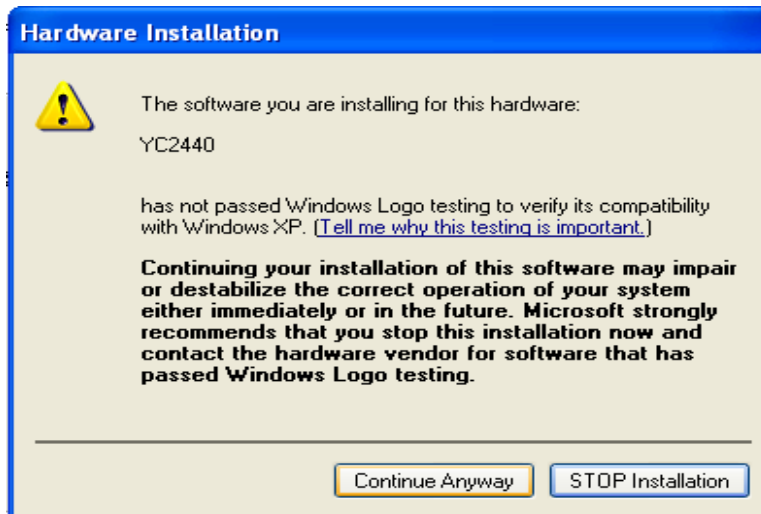 Hardware Installation
The software you are installing for this hardware:
YC2440
has not passed Windows Logo testing to verify its compatibility
with Windows XP. (Tell me why this testing is important.)
Continuing your installation of this software may impair
or destabilize the correct operation of your system
either immediately or in the future. Microsoft strongly
recommends that you stop this installation now and
contact the hardware vendor for software that has
passed Windows Logo testing.
Continue Anyway
STOP Installation